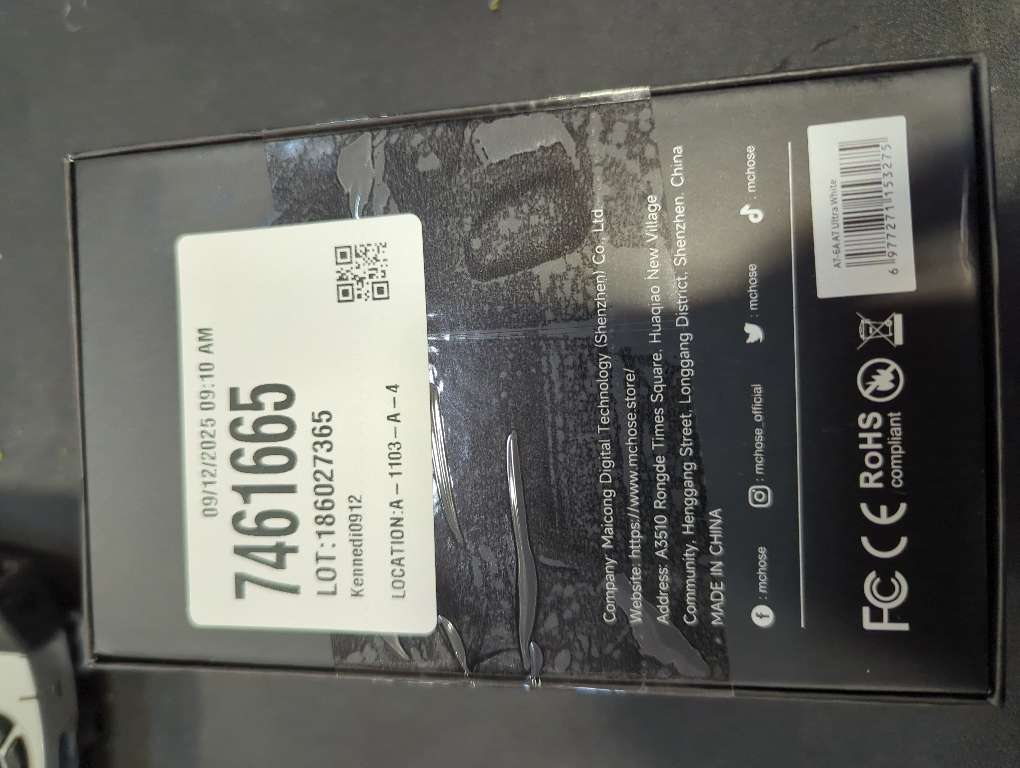 09/12/2025 09:10 AM
7461665
LOT:186027365
Kennedi0912
LOCATION:A-1103-A-4
Company: Maicong Digital Technology (Shenzhen) Co., Ltd
Website: https://www.mchose.store/
Address: A3510 Rongde Times Square, Huaqiao New Village
Community, Henggang Street, Longgang District, Shenzhen, China
MADE IN CHINA
: mchose
: mchose_official
: mchose
: mchose
FC CE RoHS
compliant
A7-6A A7 Ultra White
6 977271 153275